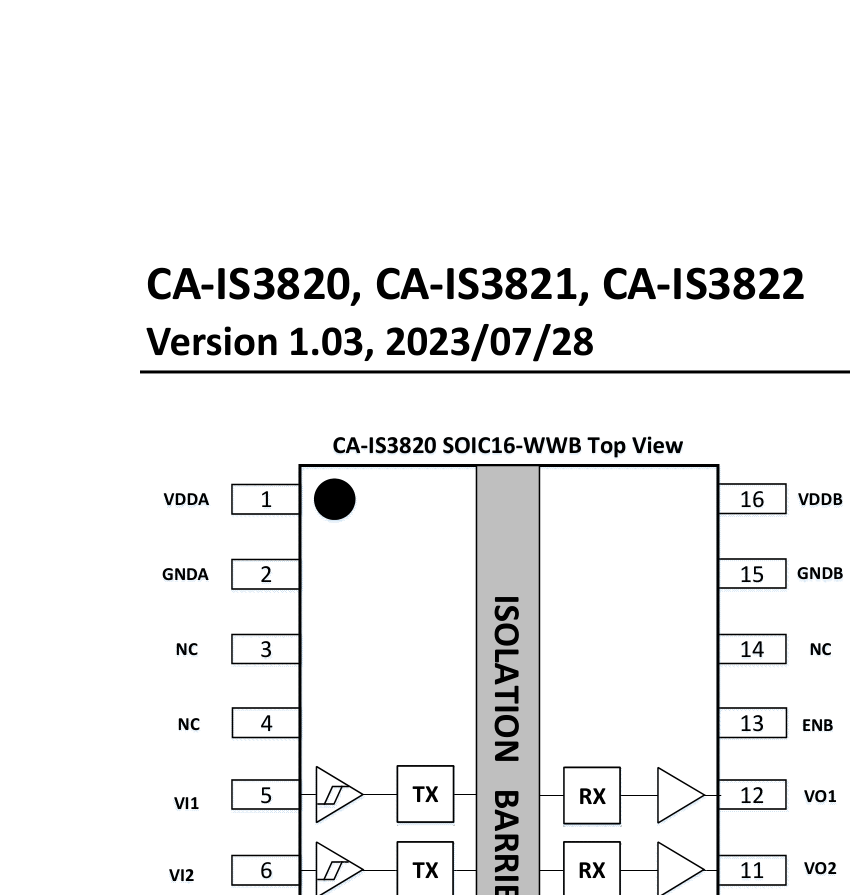 CA-IS3820, CA-IS3821, CA-IS3822
Version 1.03, 2023/07/28
CA-IS3820 SOIC16-WWB Top View
VDDA 1 16 VDDB
GNDA 2 15 GNDB
NC 3 14 NC
NC 4 13 ENB
VI1 5 TX RX 12 VO1
VI2 6 TX RX 11 VO2
ISOLATION BARRIE